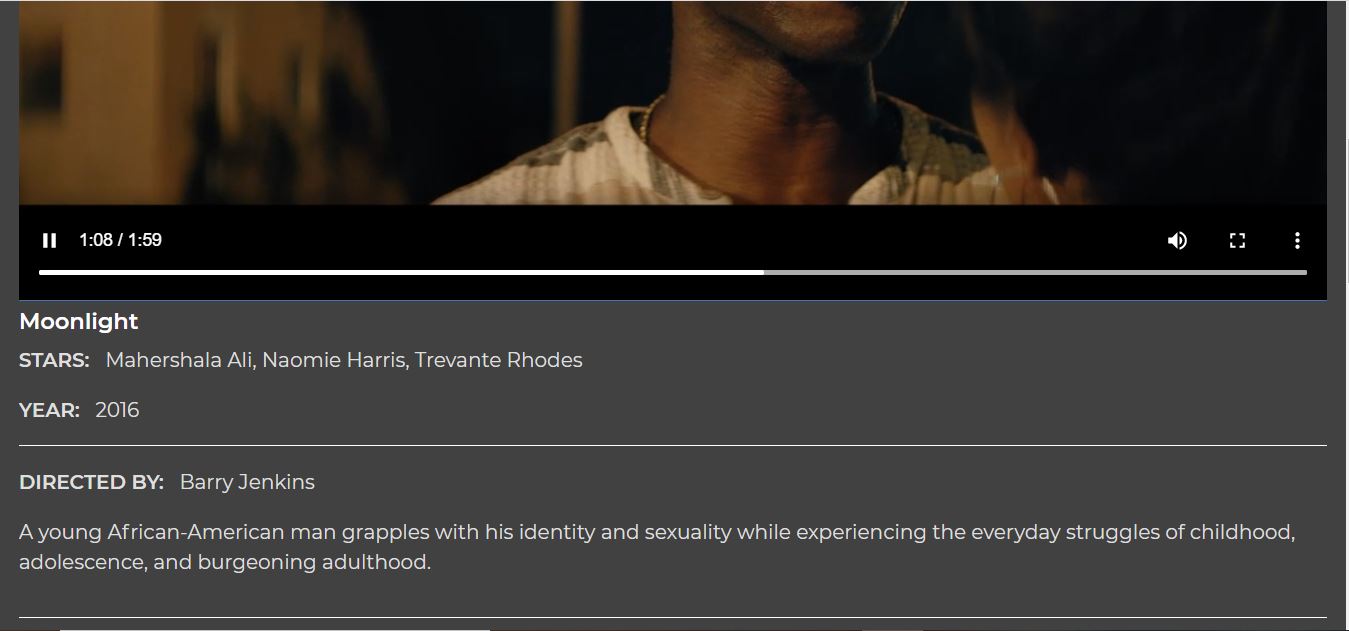 1:08 / 1:59
Moonlight
STARS: Mahershala Ali, Naomie Harris, Trevante Rhodes
YEAR: 2016
DIRECTED BY: Barry Jenkins
A young African-American man grapples with his identity and sexuality while experiencing the everyday struggles of childhood,
adolescence, and burgeoning adulthood.